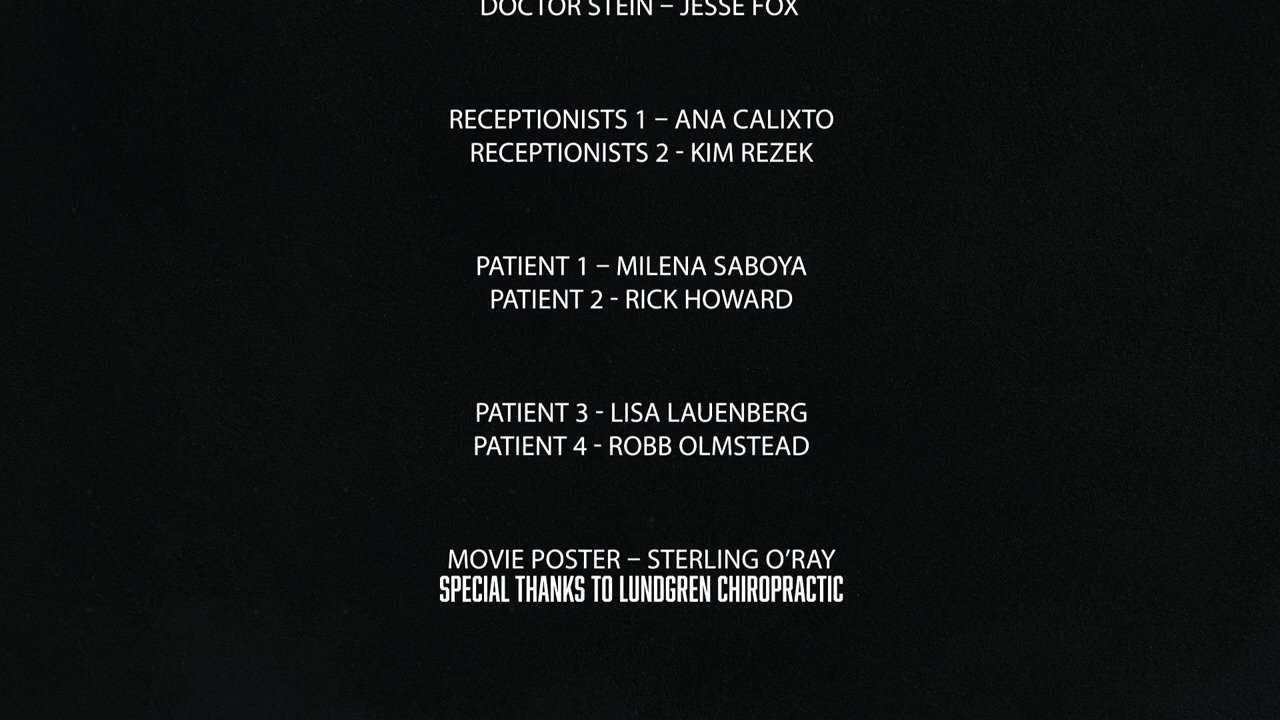 DOCTOR STEIN – JESSE FOX
RECEPTIONISTS 1 – ANA CALIXTO
RECEPTIONISTS 2 - KIM REZEK
PATIENT 1 – MILENA SABOYA
PATIENT 2 - RICK HOWARD
PATIENT 3 - LISA LAUENBERG
PATIENT 4 - ROBB OLMSTEAD
MOVIE POSTER – STERLING O’RAY
SPECIAL THANKS TO LUNDGREN CHIROPRACTIC